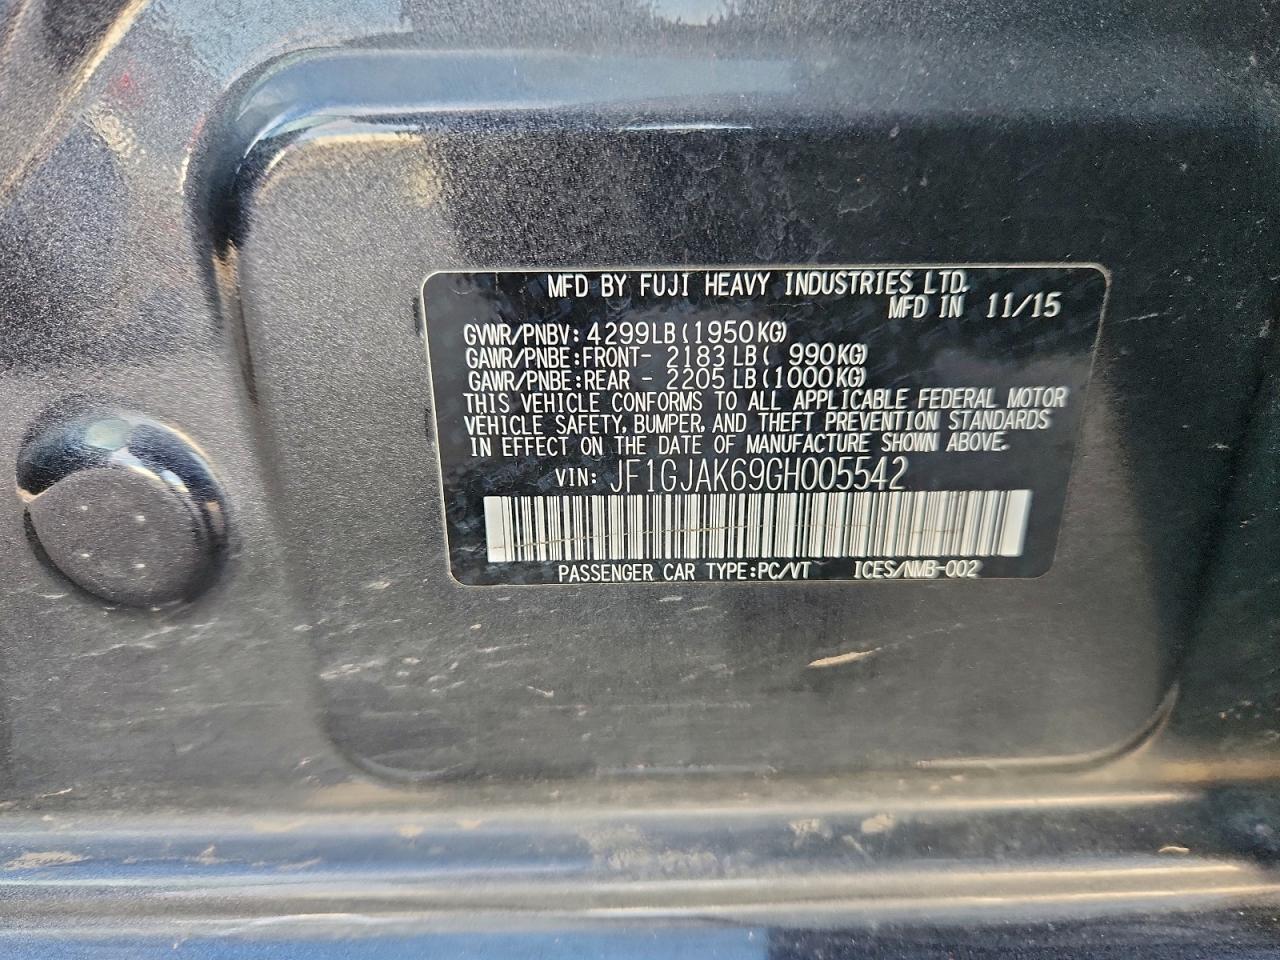 MFD BY FUJI HEAVY INDUSTRIES LTD.
MFD IN 11/15
GVWR/PNBV: 4299LB(1950KG)
GAWR/PNBE:FRONT- 2183LB( 990KG)
GAWR/PNBE:REAR - 2205LB(1000KG)
THIS VEHICLE CONFORMS TO ALL APPLICABLE FEDERAL MOTOR
VEHICLE SAFETY, BUMPER, AND THEFT PREVENTION STANDARDS
IN EFFECT ON THE DATE OF MANUFACTURE SHOWN ABOVE.
VIN: JF1GJAK69GH005542
PASSENGER CAR TYPE:PC/VT ICES/NMB-002